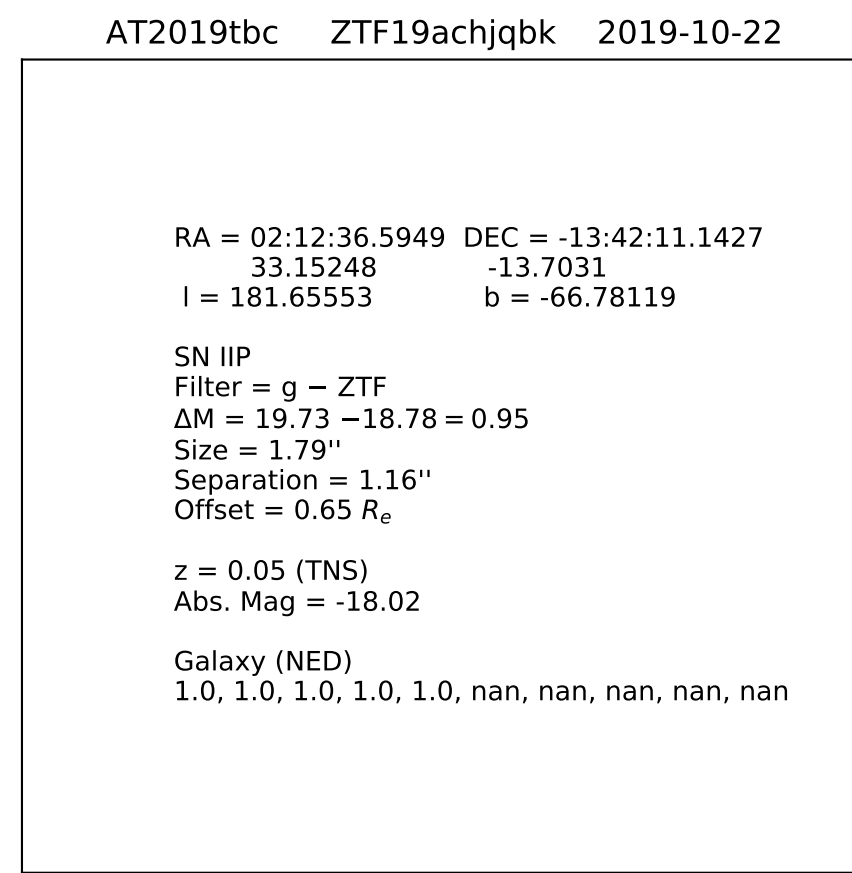 AT2019tbc ZTF19achjqbk 2019-10-22
RA = 02:12:36.5949 DEC = -13:42:11.1427
33.15248 -13.7031
l = 181.65553 b = -66.78119
SN IIP
Filter = g − ZTF
ΔM = 19.73 −18.78 = 0.95
Size = 1.79''
Separation = 1.16''
Offset = 0.65 Re
z = 0.05 (TNS)
Abs. Mag = -18.02
Galaxy (NED)
1.0, 1.0, 1.0, 1.0, 1.0, nan, nan, nan, nan, nan